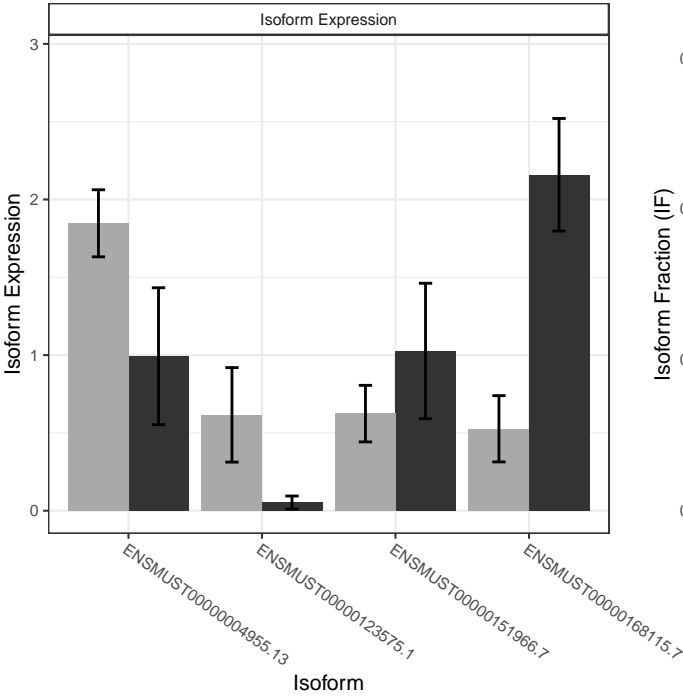 Isoform Expression
Isoform Expression
3
2
1
0
ENSMUST00000004955.13
ENSMUST00000123575.1
ENSMUST00000151966.7
ENSMUST00000168115.7
Isoform
Isoform Fraction (IF)